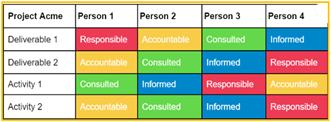 Project Acme Person 1 Person 2 Person 3 Person 4
Deliverable 1 Responsible Accountable Consulted Informed
Deliverable 2 Accountable Consulted Informed Responsible
Activity 1 Consulted Informed Responsible Accountable
Activity 2 Accountable Consulted Informed Responsible